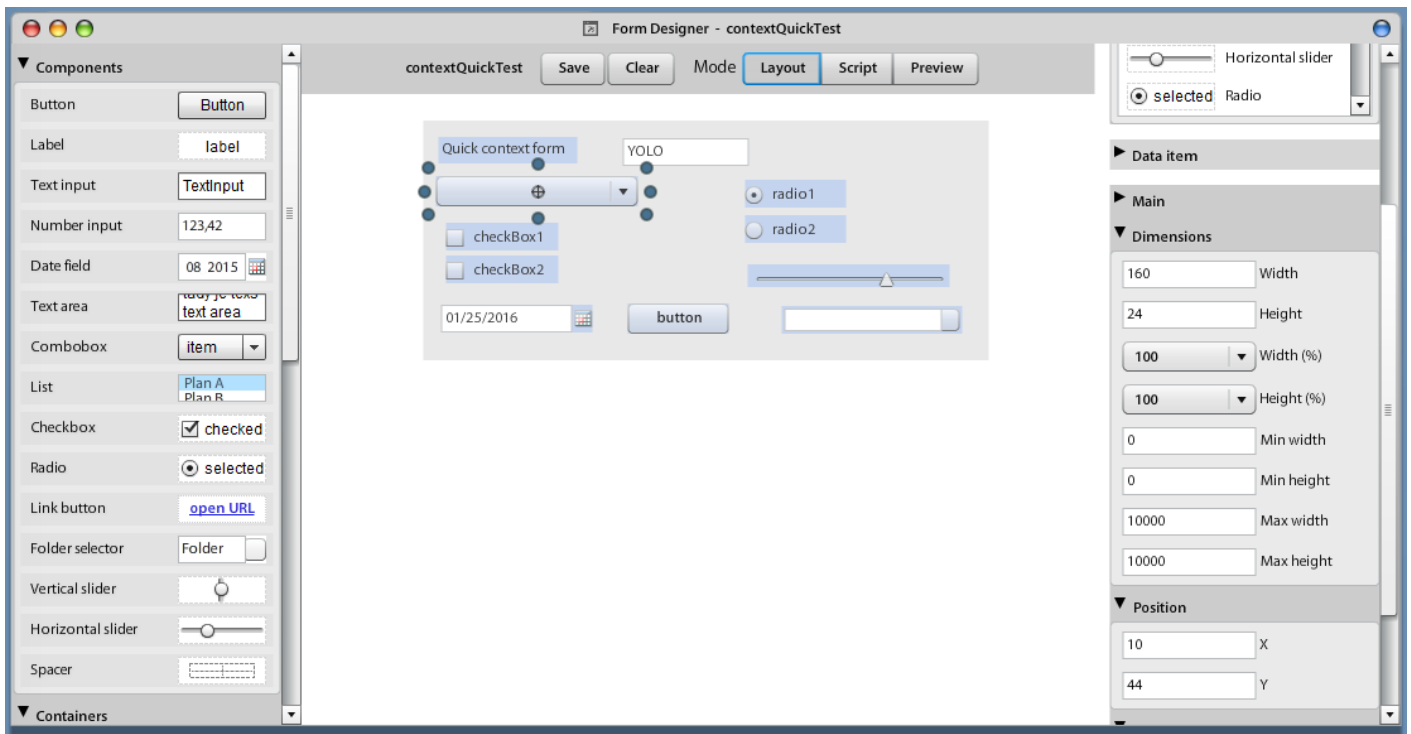 Form Designer - contextQuickTest
Components
Button Button
Label label
Text input TextInput
Number input 123,42
Date field 08 2015
Text area text area
Combobox item
List Plan A
Plan B
Checkbox checked
Radio selected
Link button open URL
Folder selector Folder
Vertical slider
Horizontal slider
Spacer
Containers
contextQuickTest Save Clear Mode Layout Script Preview
Quick context form YOLO
radio1
checkBox1 radio2
checkBox2
01/25/2016 button
Horizontal slider
selected Radio
Data item
Main
Dimensions
160 Width
24 Height
100 Width (%)
100 Height (%)
0 Min width
0 Min height
10000 Max width
10000 Max height
Position
10 X
44 Y